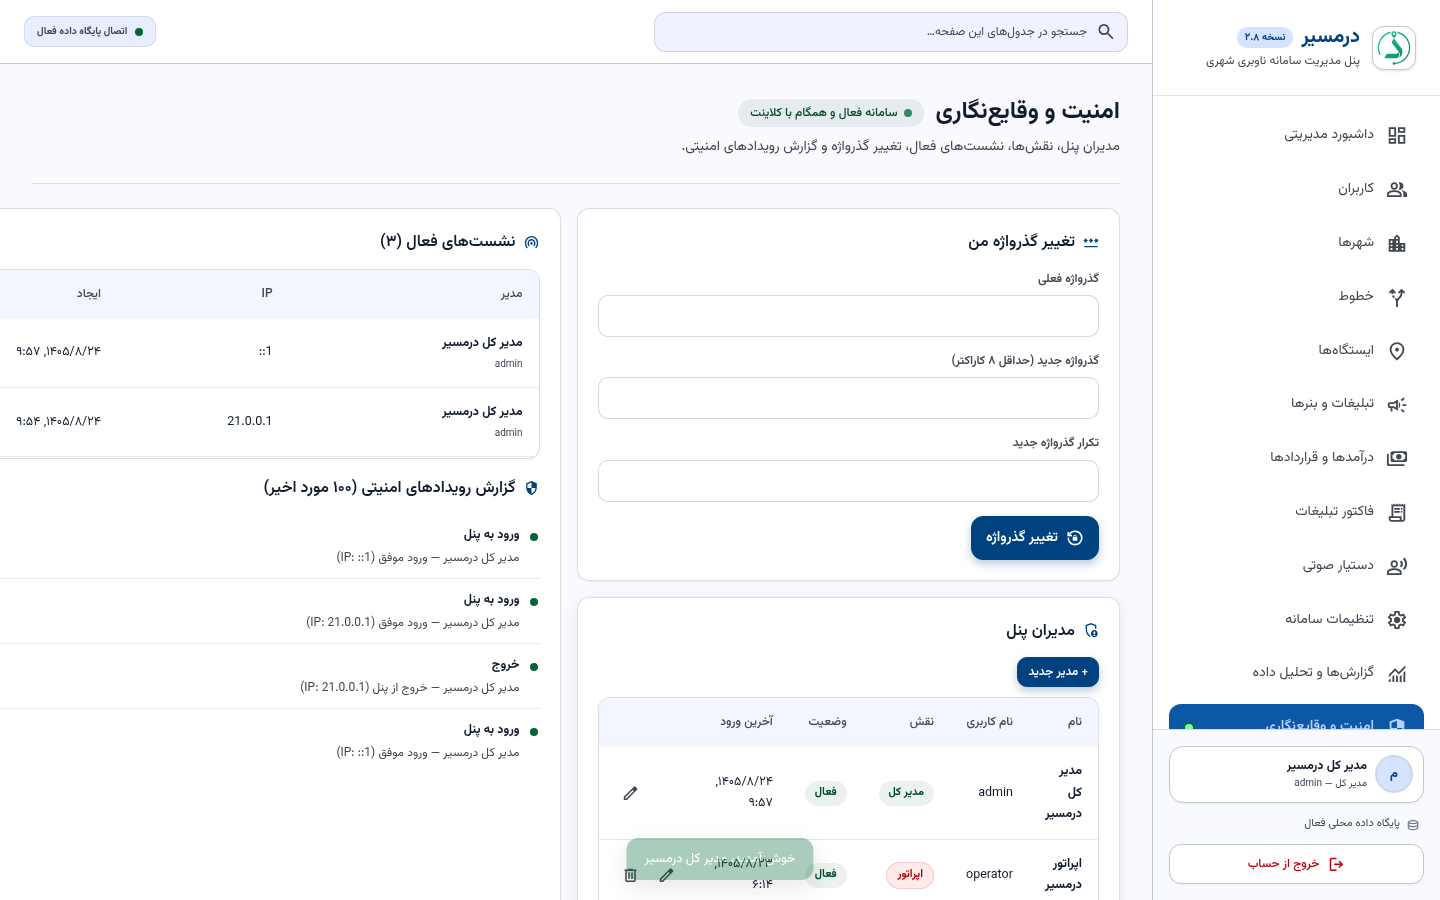 درمسیر
نسخه ۲.۸
پنل مدیریت سامانه ناوبری شهری
داشبورد مدیریتی
کاربران
شهرها
خطوط
ایستگاه‌ها
تبلیغات و بنرها
درآمدها و قراردادها
فاکتور تبلیغات
دستیار صوتی
تنظیمات سامانه
گزارش‌ها و تحلیل داده
امنیت و وقایع‌نگاری
م
مدیر کل درمسیر
مدیر کل — admin
پایگاه داده محلی فعال
خروج از حساب
جستجو در جدول‌های این صفحه...
اتصال پایگاه داده فعال
امنیت و وقایع‌نگاری
سامانه فعال و همگام با کلاینت
مدیران پنل، نقش‌ها، نشست‌های فعال، تغییر گذرواژه و گزارش رویدادهای امنیتی.
تغییر گذرواژه من
گذرواژه فعلی
گذرواژه جدید (حداقل ۸ کاراکتر)
تکرار گذرواژه جدید
تغییر گذرواژه
مدیران پنل
+ مدیر جدید
نام نام کاربری نقش وضعیت آخرین ورود
مدیر کل درمسیر admin مدیر کل فعال ۱۴۰۵/۸/۲۴, ۹:۵۷
اپراتور درمسیر operator اپراتور فعال ۱۴۰۵/۸/۲۳, ۶:۱۴
خوش آمدید، مدیر کل درمسیر
نشست‌های فعال (۳)
مدیر IP ایجاد
مدیر کل درمسیر ::1 ۱۴۰۵/۸/۲۴, ۹:۵۷
admin
مدیر کل درمسیر 21.0.0.1 ۱۴۰۵/۸/۲۴, ۹:۵۴
admin
گزارش رویدادهای امنیتی (۱۰۰ مورد اخیر)
ورود به پنل
مدیر کل درمسیر — ورود موفق (IP: ::1)
ورود به پنل
مدیر کل درمسیر — ورود موفق (IP: 21.0.0.1)
خروج
مدیر کل درمسیر — خروج از پنل (IP: 21.0.0.1)
ورود به پنل
مدیر کل درمسیر — ورود موفق (IP: ::1)